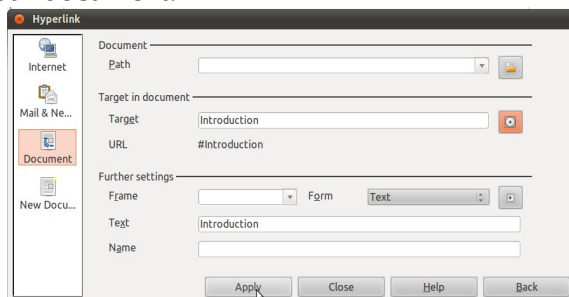 Hyperlink
Internet
Mail & Ne...
Document
New Docu...
Document
Path
Target in document
Target Introduction
URL #Introduction
Further settings
Frame Form Text
Text Introduction
Name
Apply Close Help Back